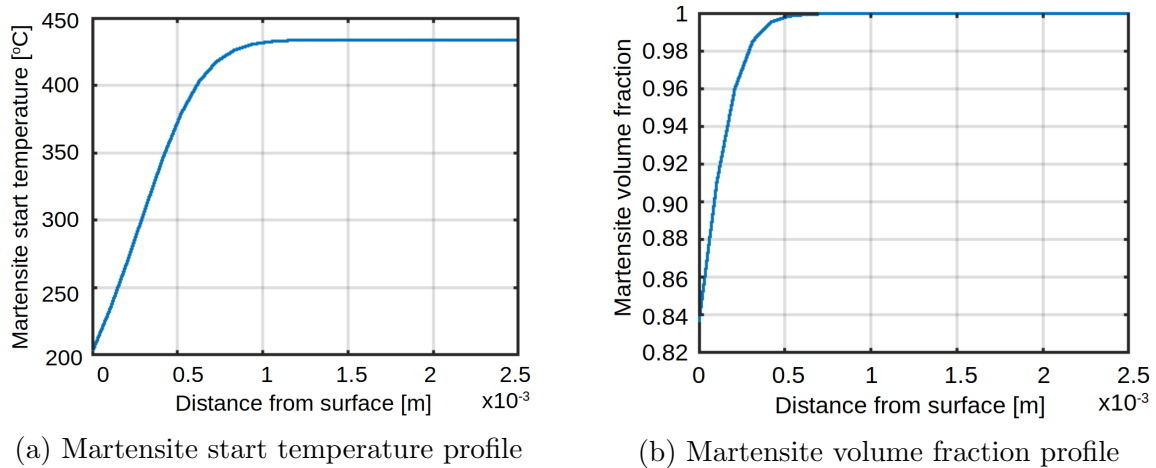 Martensite start temperature [ºC]
450
400
350
300
250
200
0 0.5 1 1.5 2 2.5
Distance from surface [m] x10-3
(a) Martensite start temperature profile
Martensite volume fraction
1
0.98
0.96
0.94
0.92
0.90
0.88
0.86
0.84
0.82
0 0.5 1 1.5 2 2.5
Distance from surface [m] x10-3
(b) Martensite volume fraction profile